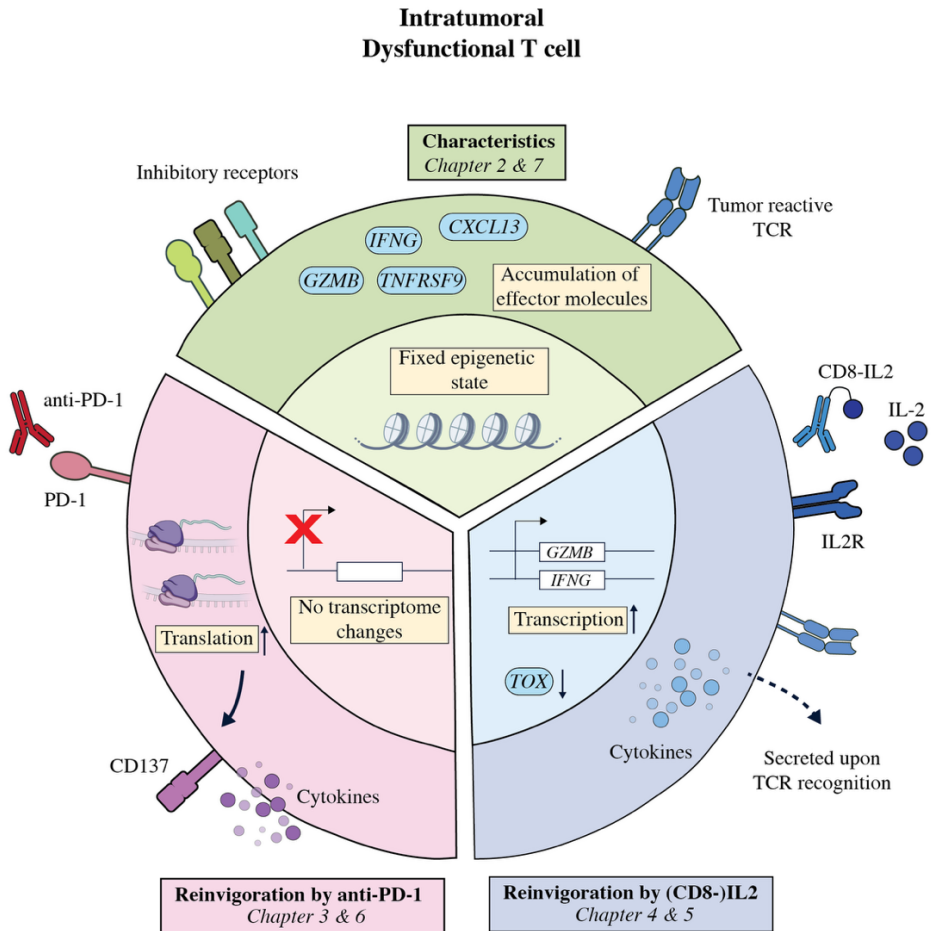 Intratumoral
Dysfunctional T cell
Characteristics
Chapter 2 & 7
Inhibitory receptors
Tumor reactive
TCR
IFNG
CXCL13
GZMB
TNFRSF9
Accumulation of
effector molecules
Fixed epigenetic
state
anti-PD-1
PD-1
CD8-IL2
IL-2
IL2R
No transcriptome
changes
Translation
CD137
Cytokines
GZMB
IFNG
Transcription
TOX
Cytokines
Secreted upon
TCR recognition
Reinvigoration by anti-PD-1
Chapter 3 & 6
Reinvigoration by (CD8-)IL2
Chapter 4 & 5